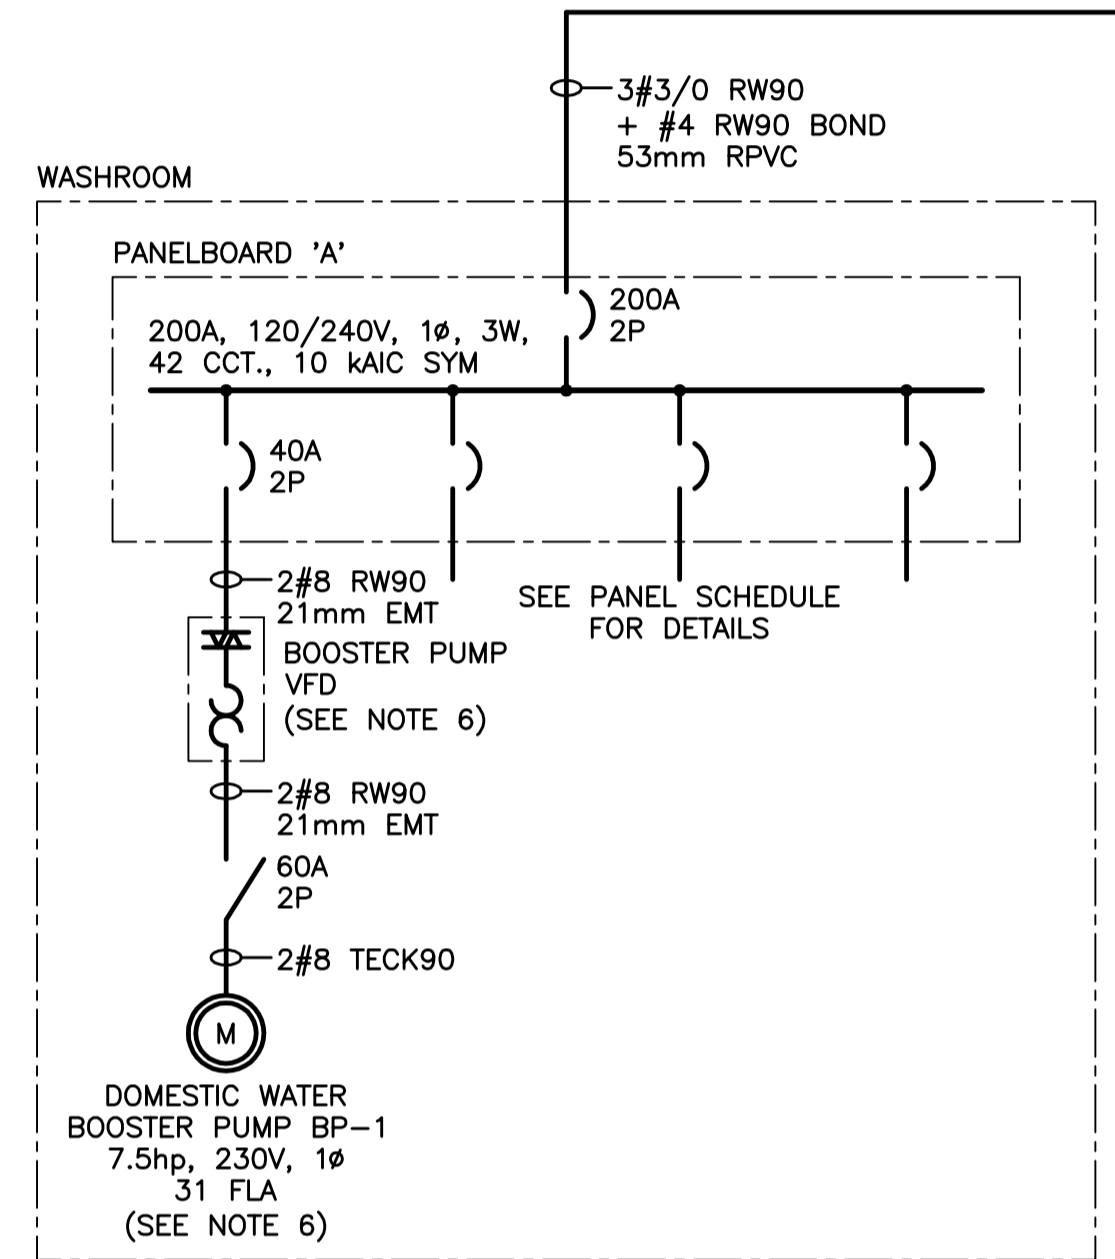 3#3/0 RW90
+ #4 RW90 BOND
53mm RPVC
WASHROOM
PANELBOARD 'A'
200A, 120/240V, 1ø, 3W,
42 CCT., 10 kAIC SYM
200A
2P
40A
2P
2#8 RW90
21mm EMT
SEE PANEL SCHEDULE
FOR DETAILS
BOOSTER PUMP
VFD
(SEE NOTE 6)
2#8 RW90
21mm EMT
60A
2P
2#8 TECK90
M
DOMESTIC WATER
BOOSTER PUMP BP-1
7.5hp, 230V, 1ø
31 FLA
(SEE NOTE 6)